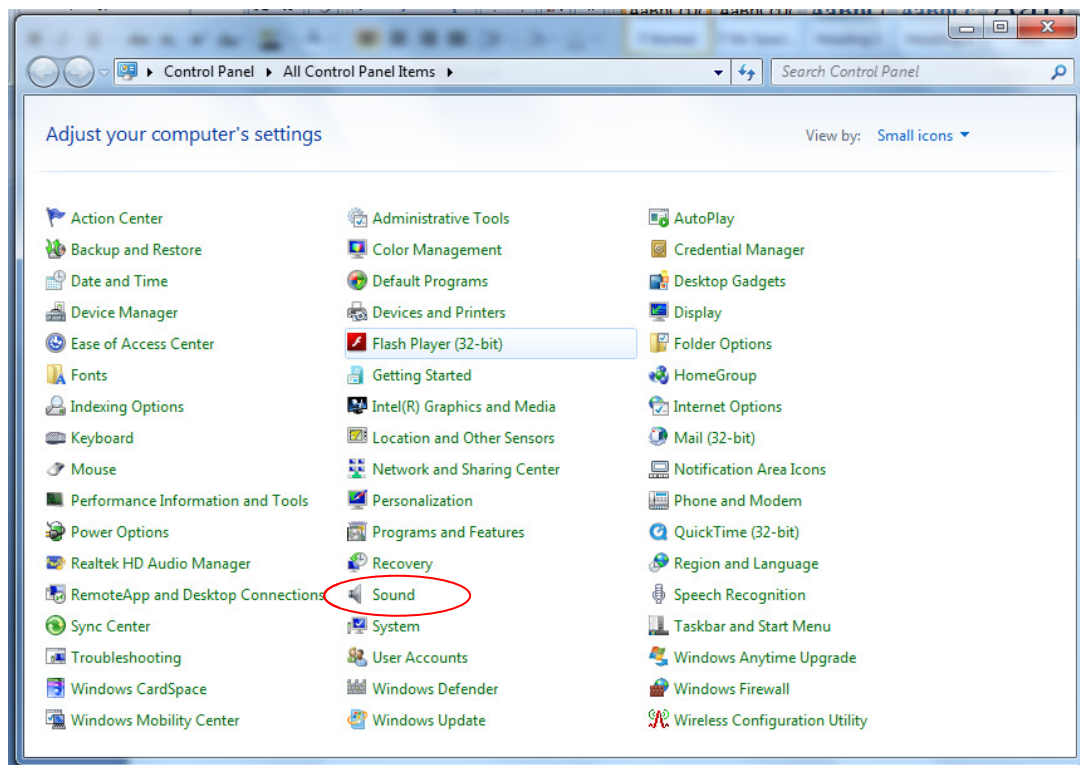 Control Panel ▸ All Control Panel Items ▸
Search Control Panel
Adjust your computer's settings
View by: Small icons
Action Center
Backup and Restore
Date and Time
Device Manager
Ease of Access Center
Fonts
Indexing Options
Keyboard
Mouse
Performance Information and Tools
Power Options
Realtek HD Audio Manager
RemoteApp and Desktop Connections
Sync Center
Troubleshooting
Windows CardSpace
Windows Mobility Center
Administrative Tools
Color Management
Default Programs
Devices and Printers
Flash Player (32-bit)
Getting Started
Intel(R) Graphics and Media
Location and Other Sensors
Network and Sharing Center
Personalization
Programs and Features
Recovery
Sound
System
User Accounts
Windows Defender
Windows Update
AutoPlay
Credential Manager
Desktop Gadgets
Display
Folder Options
HomeGroup
Internet Options
Mail (32-bit)
Notification Area Icons
Phone and Modem
QuickTime (32-bit)
Region and Language
Speech Recognition
Taskbar and Start Menu
Windows Anytime Upgrade
Windows Firewall
Wireless Configuration Utility